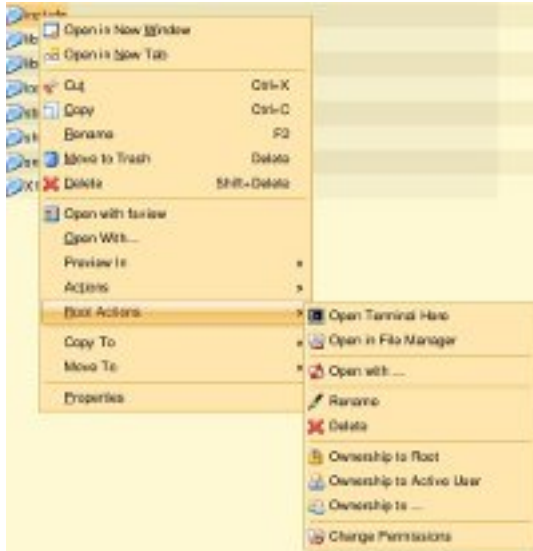 include
lib
Open in New Window
Open in New Tab
Cut Ctrl+X
Copy Ctrl+C
Rename F2
Move to Trash Delete
Delete Shift+Delete
Open with
Open With...
Preview In
Actions
Root Actions
Copy To
Move To
Properties
Open Terminal Here
Open in File Manager
Open with ...
Rename
Delete
Ownership to Root
Ownership to Active User
Ownership to ...
Change Permissions